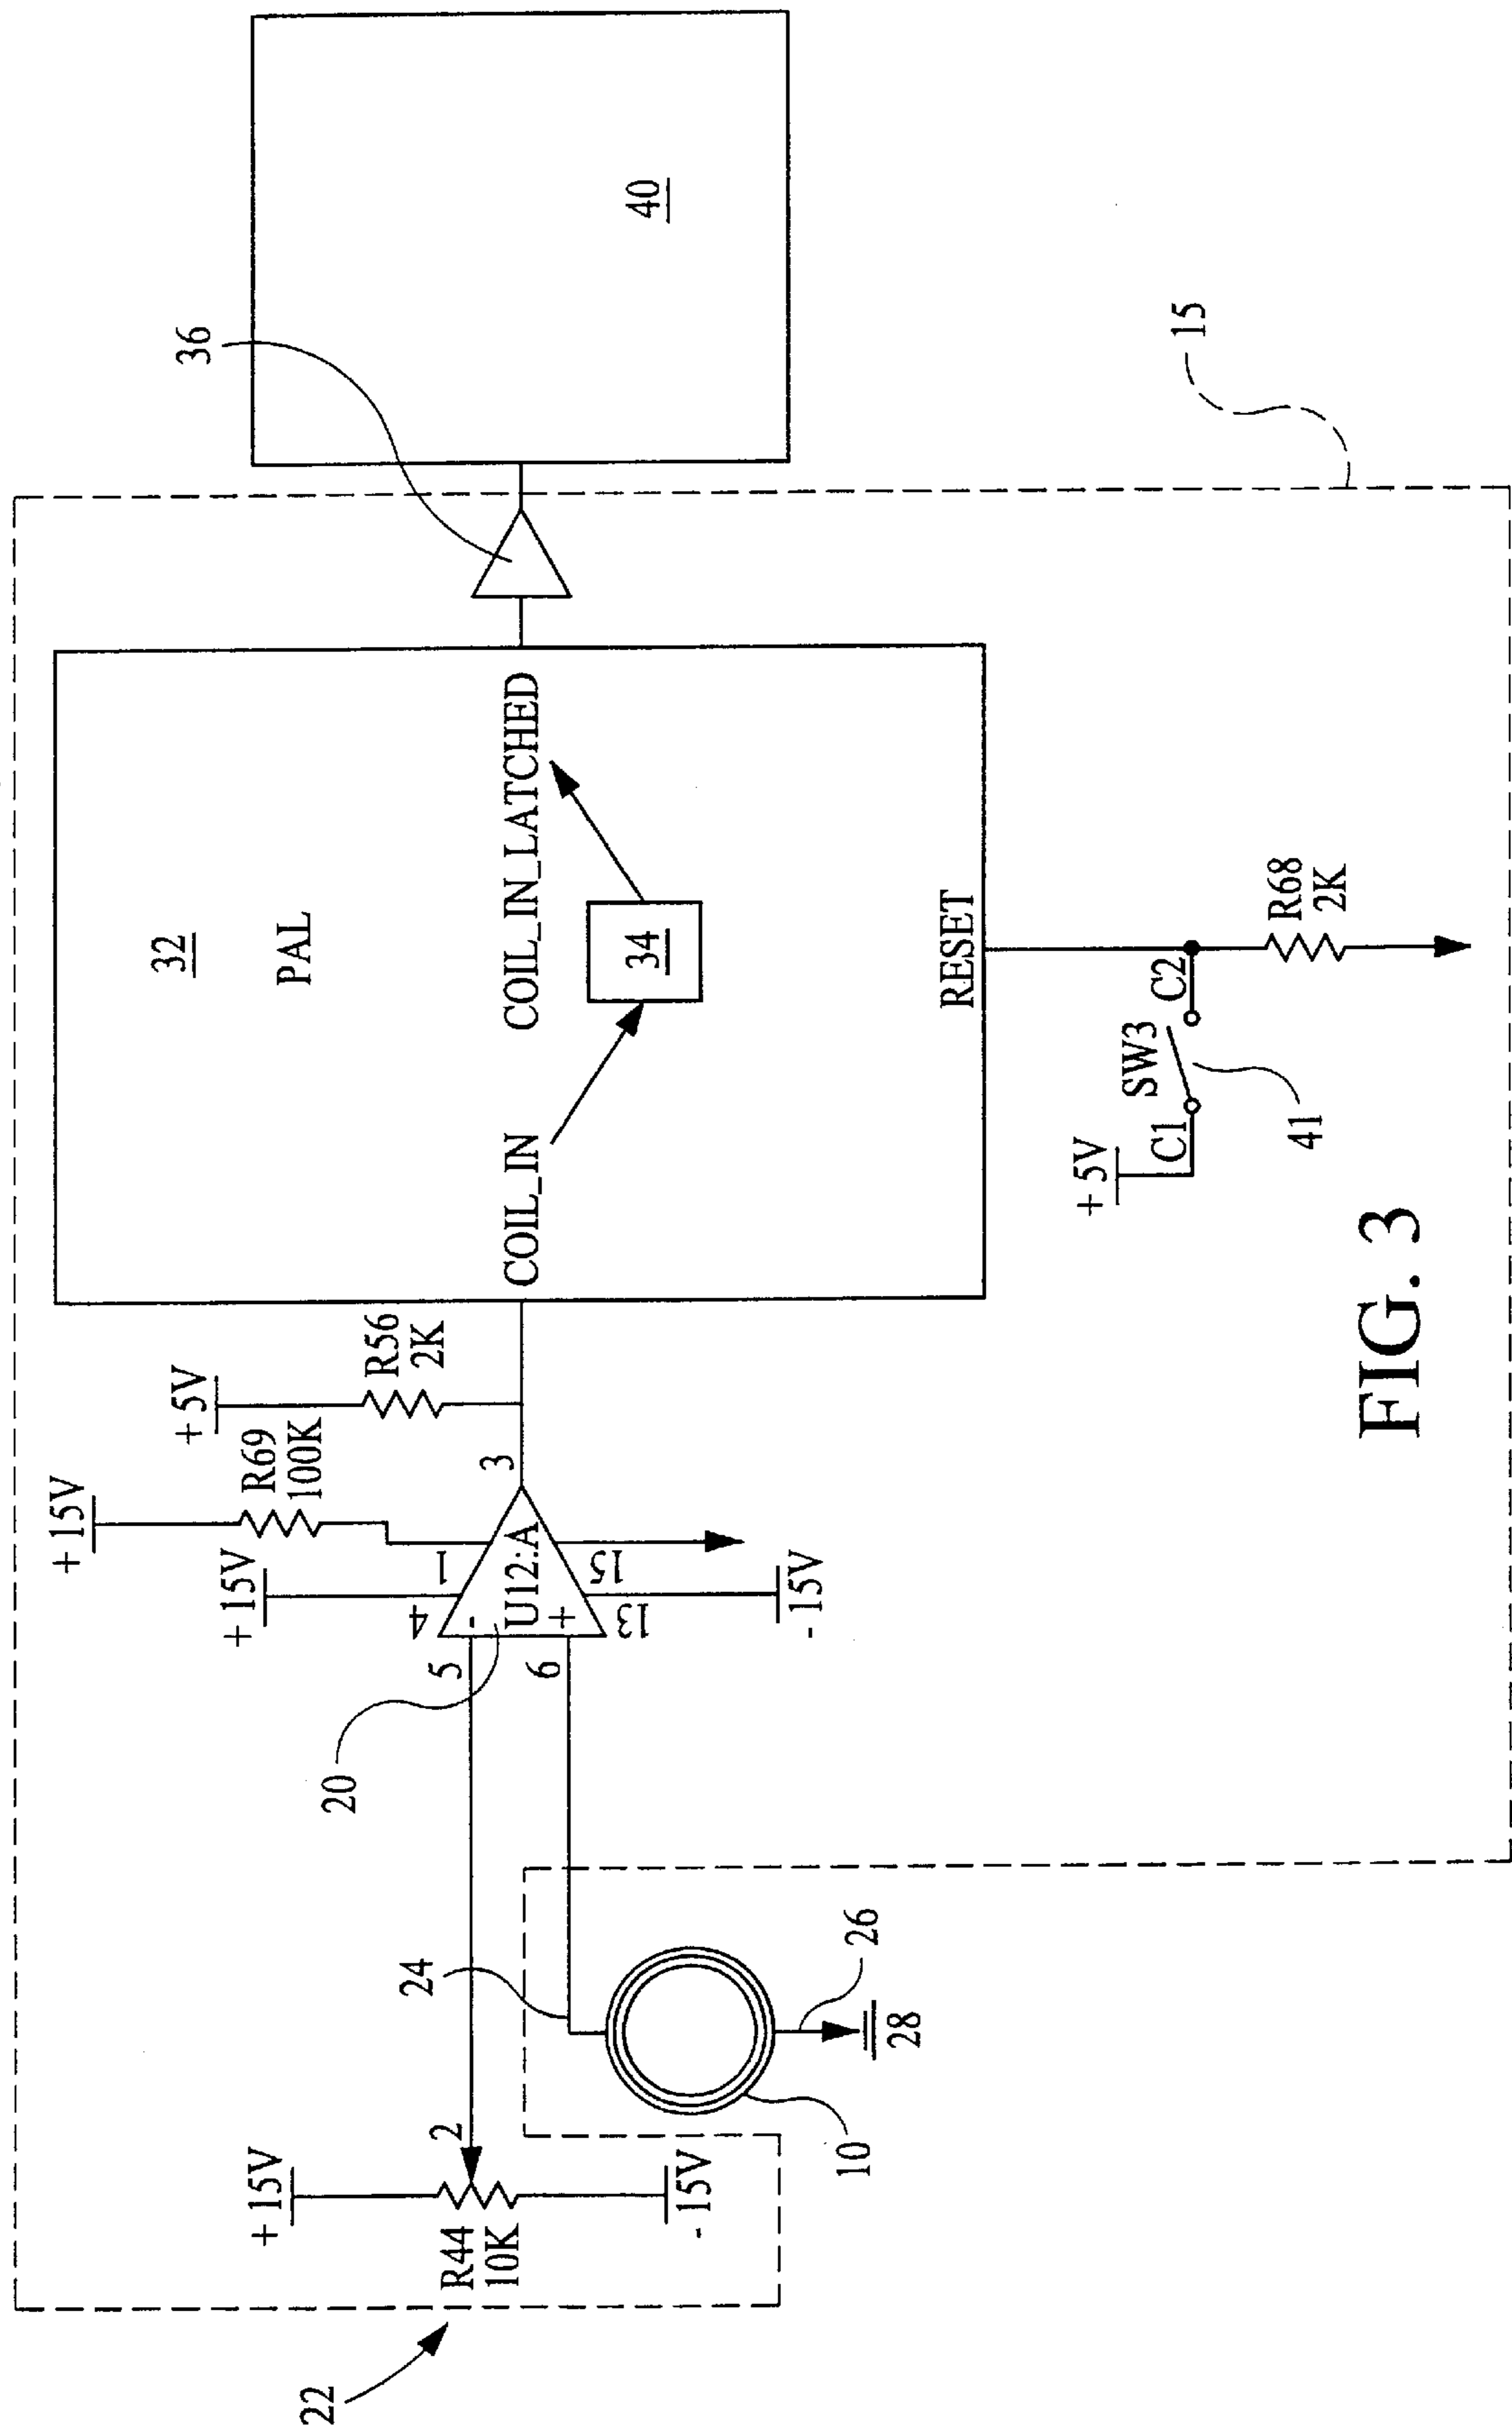 22
R44
10K
+15V
2
-15V
10
24
26
28
20
5
6
+15V
4
-
U12:A
+
13
-15V
1
15
+15V
R69
100K
3
+5V
R56
2K
32
PAL
COIL_IN
34
COIL_IN_LATCHED
RESET
+5V
C1
SW3
C2
41
R68
2K
36
40
15
FIG. 3